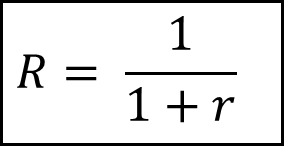 R = 1 / (1 + r)